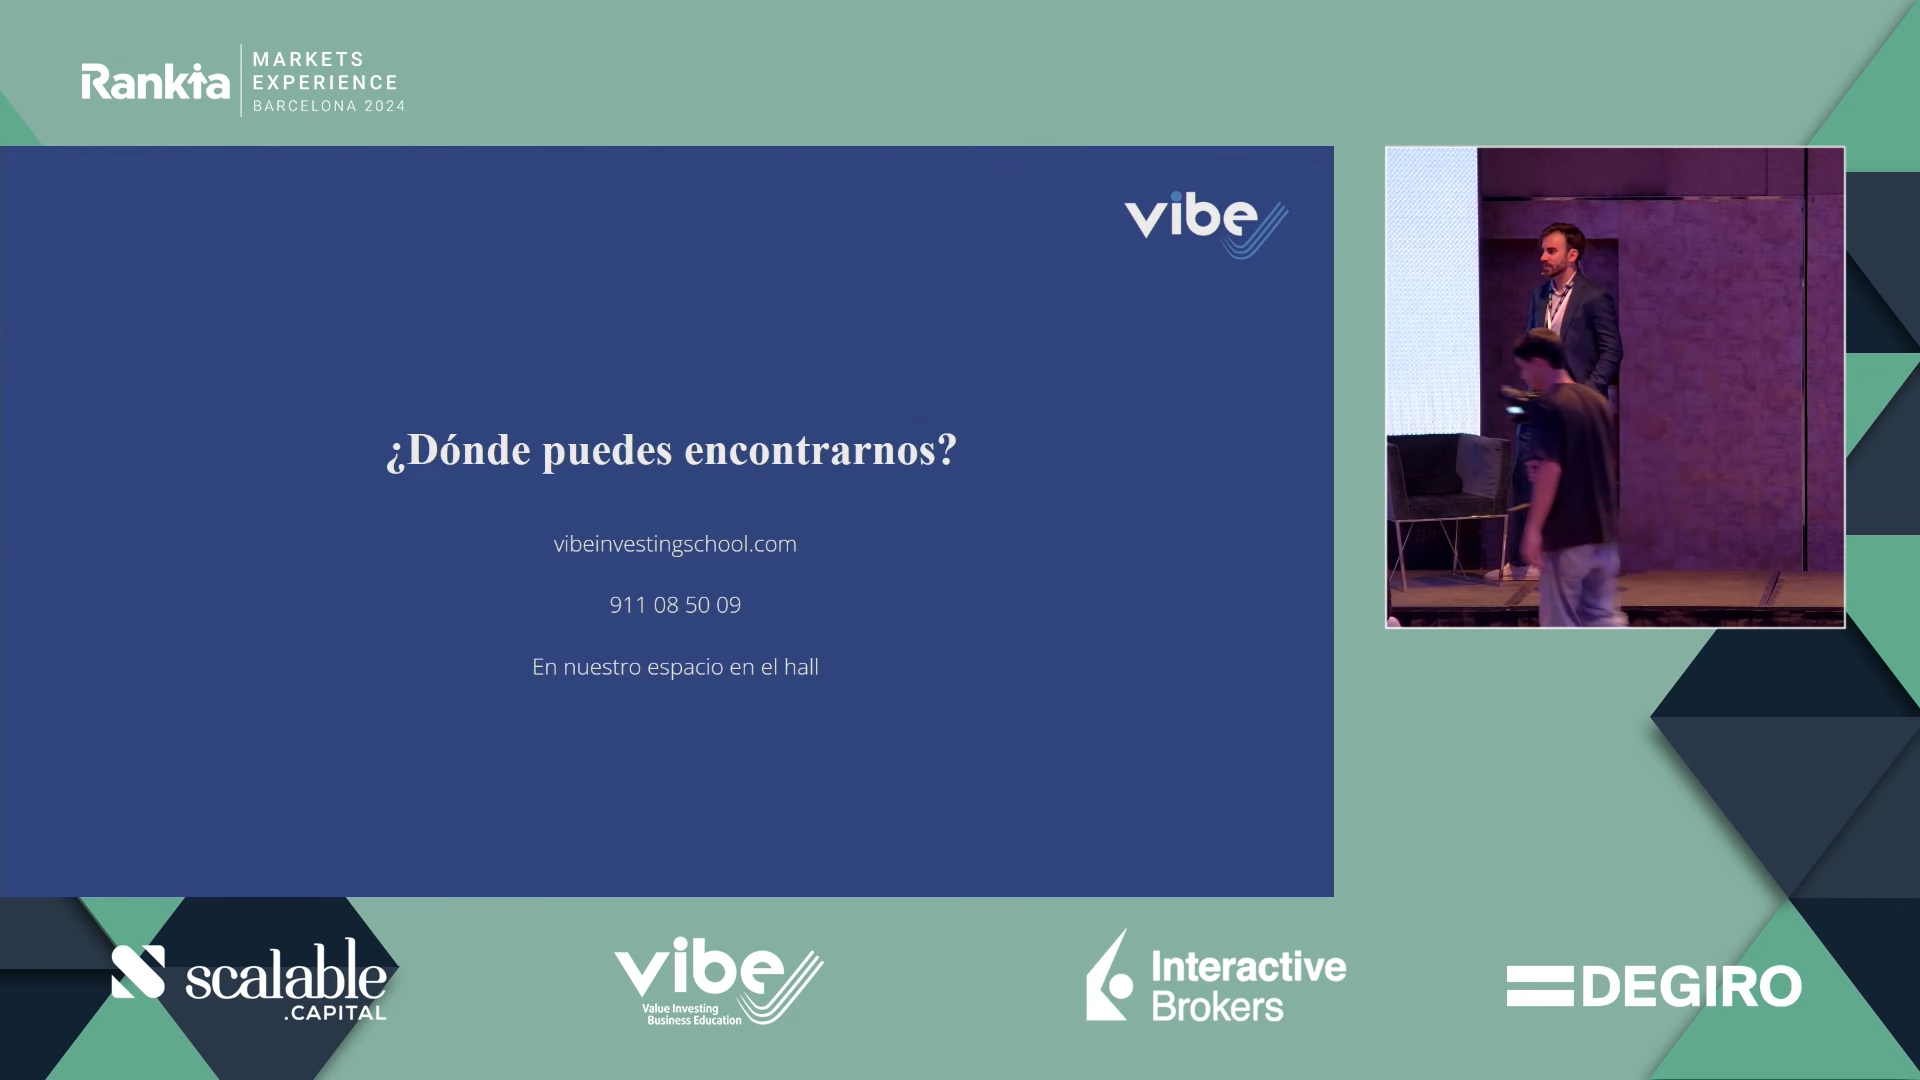 Rankia
MARKETS
EXPERIENCE
BARCELONA 2024
vibe
¿Dónde puedes encontrarnos?
vibeinvestingschool.com
911 08 50 09
En nuestro espacio en el hall
scalable
.CAPITAL
vibe
Value Investing
Business Education
Interactive
Brokers
DEGIRO